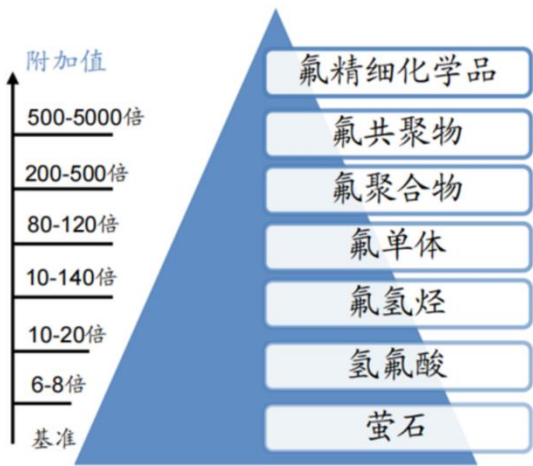 附加值
500-5000倍
200-500倍
80-120倍
10-140倍
10-20倍
6-8倍
基准
氟精细化学品
氟共聚物
氟聚合物
氟单体
氟氢烃
氢氟酸
萤石